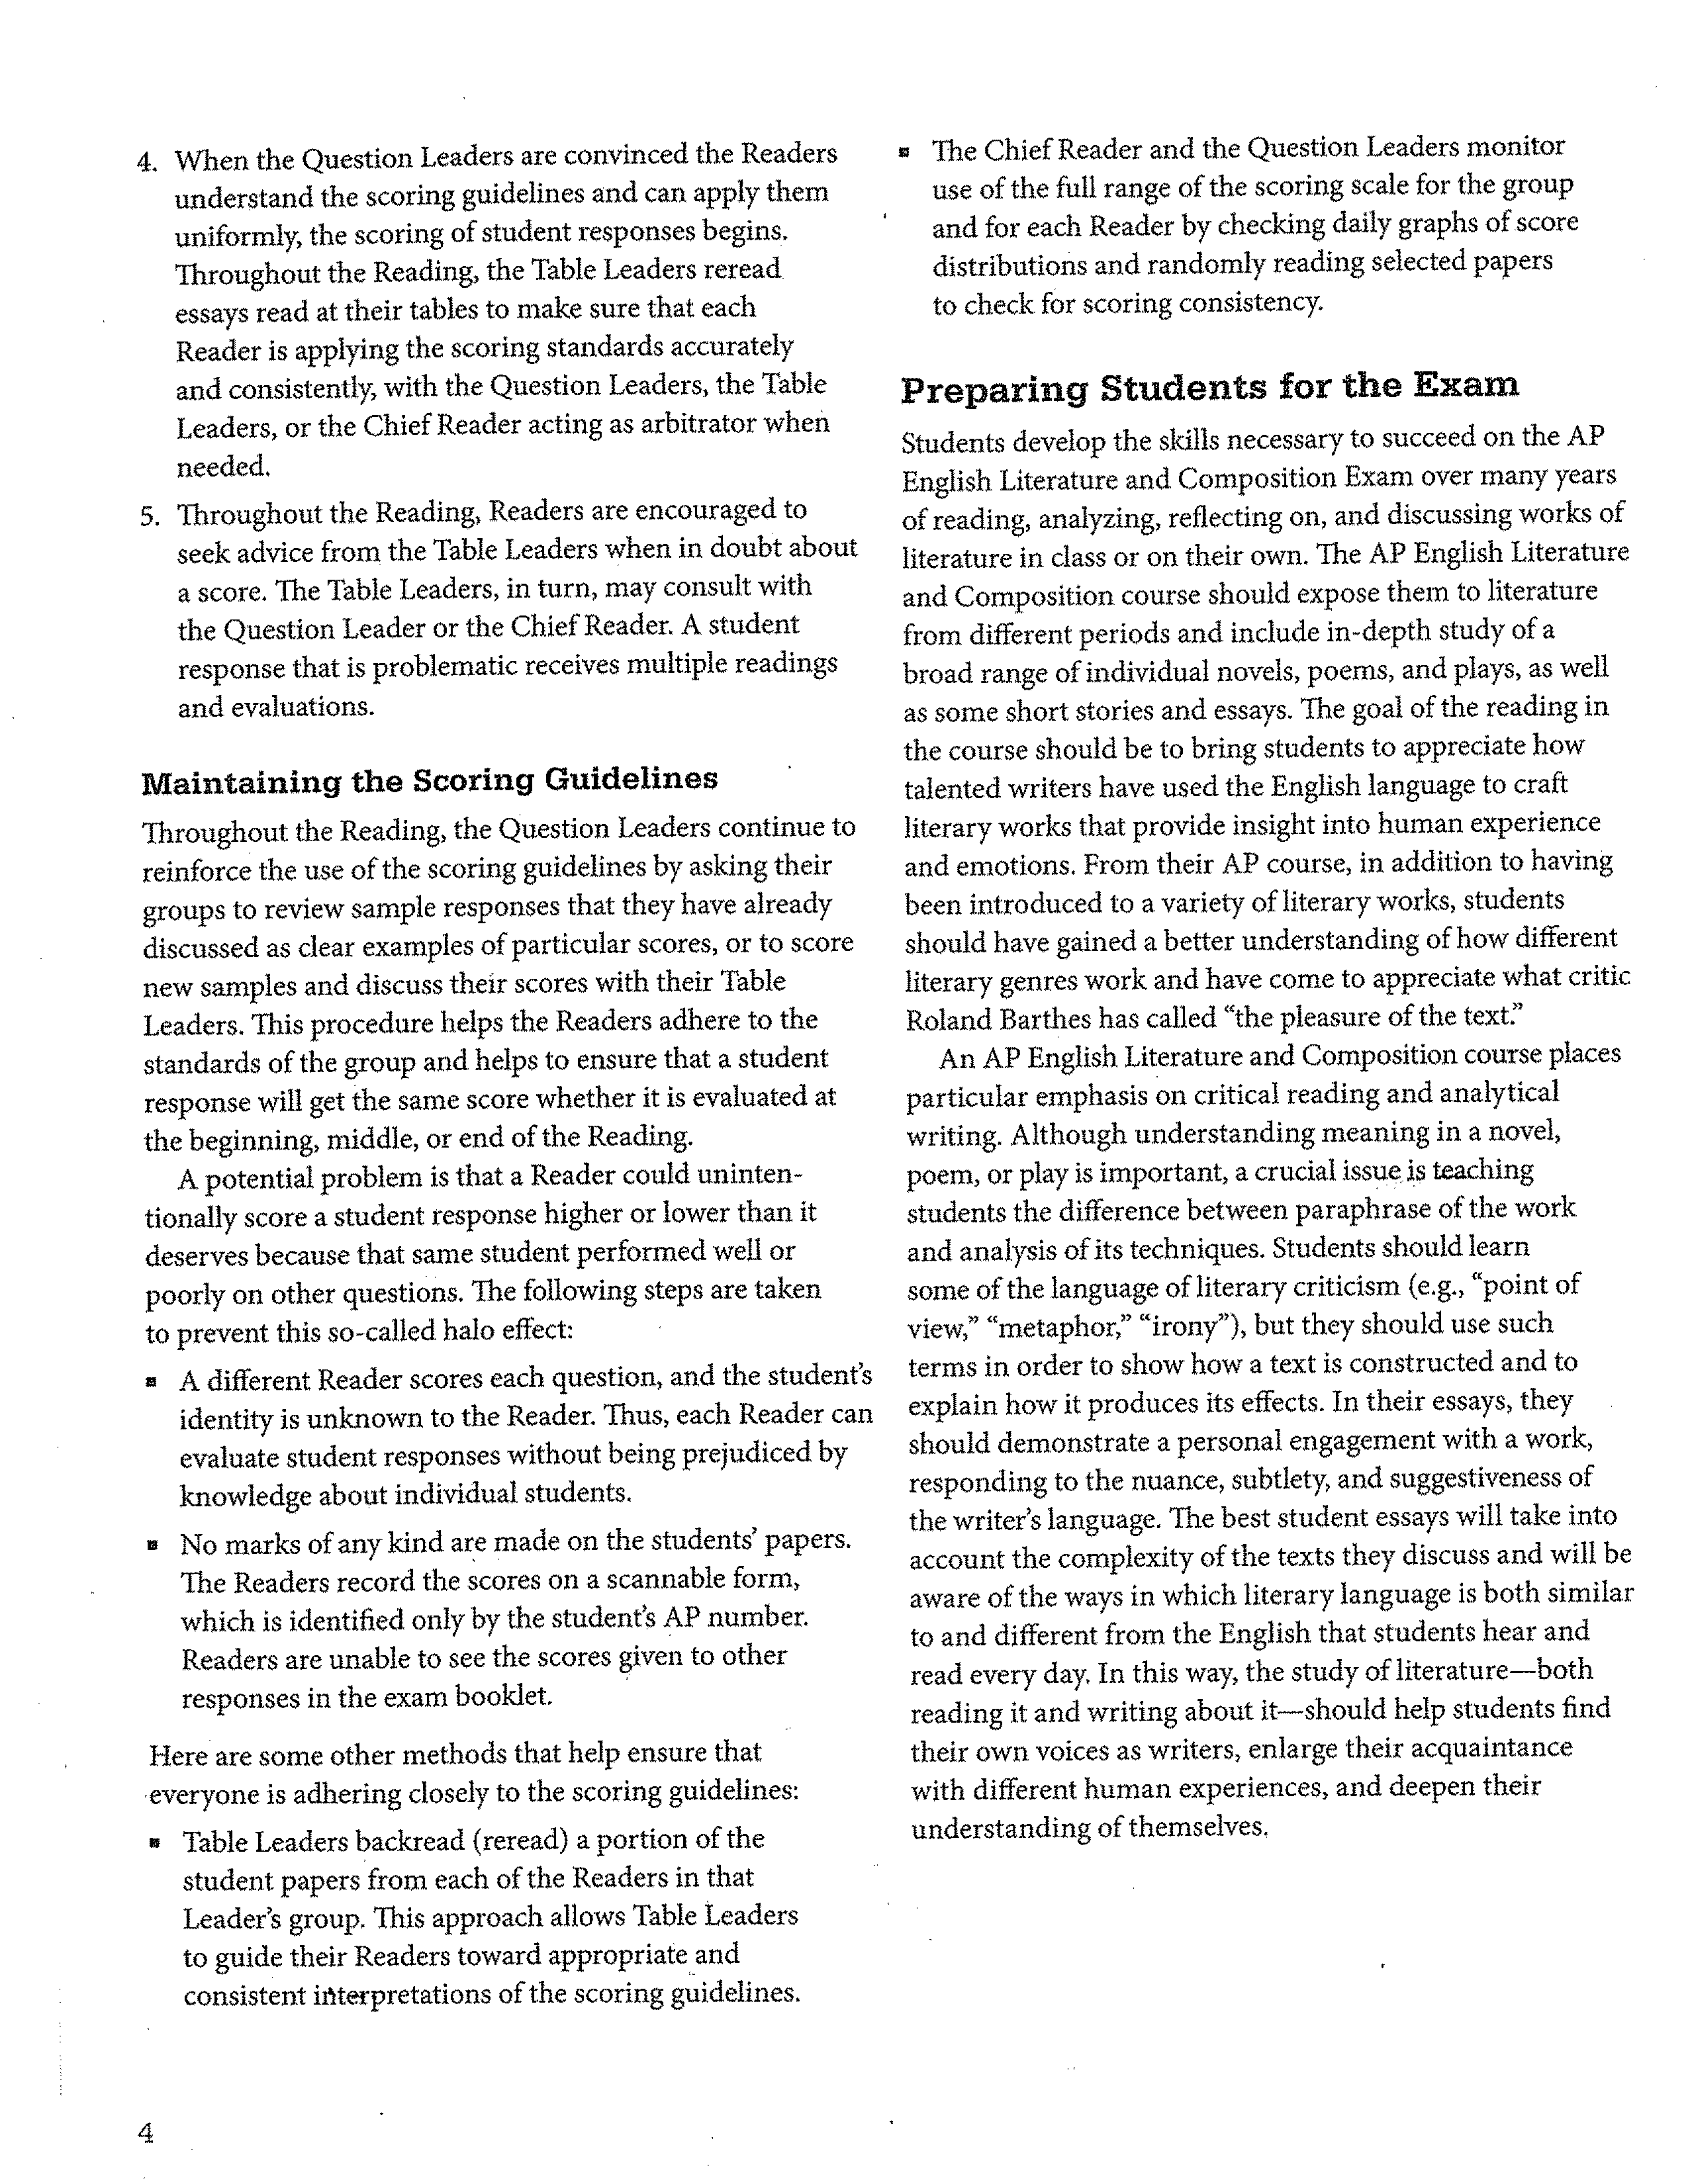 4. When the Question Leaders are convinced the Readers
understand the scoring guidelines and can apply them
uniformly, the scoring of student responses begins.
Throughout the Reading, the Table Leaders reread
essays read at their tables to make sure that each
Reader is applying the scoring standards accurately
and consistently, with the Question Leaders, the Table
Leaders, or the Chief Reader acting as arbitrator when
needed.
5. Throughout the Reading, Readers are encouraged to
seek advice from the Table Leaders when in doubt about
a score. The Table Leaders, in turn, may consult with
the Question Leader or the Chief Reader. A student
response that is problematic receives multiple readings
and evaluations.
Maintaining the Scoring Guidelines
Throughout the Reading, the Question Leaders continue to
reinforce the use of the scoring guidelines by asking their
groups to review sample responses that they have already
discussed as clear examples of particular scores, or to score
new samples and discuss their scores with their Table
Leaders. This procedure helps the Readers adhere to the
standards of the group and helps to ensure that a student
response will get the same score whether it is evaluated at
the beginning, middle, or end of the Reading.
A potential problem is that a Reader could uninten-
tionally score a student response higher or lower than it
deserves because that same student performed well or
poorly on other questions. The following steps are taken
to prevent this so-called halo effect:
▪ A different Reader scores each question, and the student's
identity is unknown to the Reader. Thus, each Reader can
evaluate student responses without being prejudiced by
knowledge about individual students.
▪ No marks of any kind are made on the students' papers.
The Readers record the scores on a scannable form,
which is identified only by the student's AP number.
Readers are unable to see the scores given to other
responses in the exam booklet.
Here are some other methods that help ensure that
everyone is adhering closely to the scoring guidelines:
▪ Table Leaders backread (reread) a portion of the
student papers from each of the Readers in that
Leader's group. This approach allows Table Leaders
to guide their Readers toward appropriate and
consistent interpretations of the scoring guidelines.
▪ The Chief Reader and the Question Leaders monitor
use of the full range of the scoring scale for the group
and for each Reader by checking daily graphs of score
distributions and randomly reading selected papers
to check for scoring consistency.
Preparing Students for the Exam
Students develop the skills necessary to succeed on the AP
English Literature and Composition Exam over many years
of reading, analyzing, reflecting on, and discussing works of
literature in class or on their own. The AP English Literature
and Composition course should expose them to literature
from different periods and include in-depth study of a
broad range of individual novels, poems, and plays, as well
as some short stories and essays. The goal of the reading in
the course should be to bring students to appreciate how
talented writers have used the English language to craft
literary works that provide insight into human experience
and emotions. From their AP course, in addition to having
been introduced to a variety of literary works, students
should have gained a better understanding of how different
literary genres work and have come to appreciate what critic
Roland Barthes has called “the pleasure of the text.”
An AP English Literature and Composition course places
particular emphasis on critical reading and analytical
writing. Although understanding meaning in a novel,
poem, or play is important, a crucial issue is teaching
students the difference between paraphrase of the work
and analysis of its techniques. Students should learn
some of the language of literary criticism (e.g., “point of
view,” “metaphor,” “irony”), but they should use such
terms in order to show how a text is constructed and to
explain how it produces its effects. In their essays, they
should demonstrate a personal engagement with a work,
responding to the nuance, subtlety, and suggestiveness of
the writer's language. The best student essays will take into
account the complexity of the texts they discuss and will be
aware of the ways in which literary language is both similar
to and different from the English that students hear and
read every day. In this way, the study of literature—both
reading it and writing about it—should help students find
their own voices as writers, enlarge their acquaintance
with different human experiences, and deepen their
understanding of themselves.
4